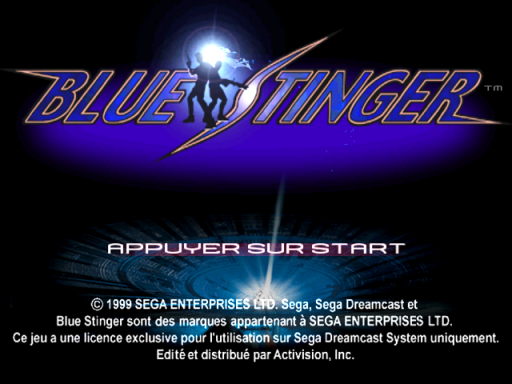 BLUE STINGER TM
APPUYER SUR START
© 1999 SEGA ENTERPRISES LTD. Sega, Sega Dreamcast et
Blue Stinger sont des marques appartenant à SEGA ENTERPRISES LTD.
Ce jeu a une licence exclusive pour l'utilisation sur Sega Dreamcast System uniquement.
Edité et distribué par Activision, Inc.